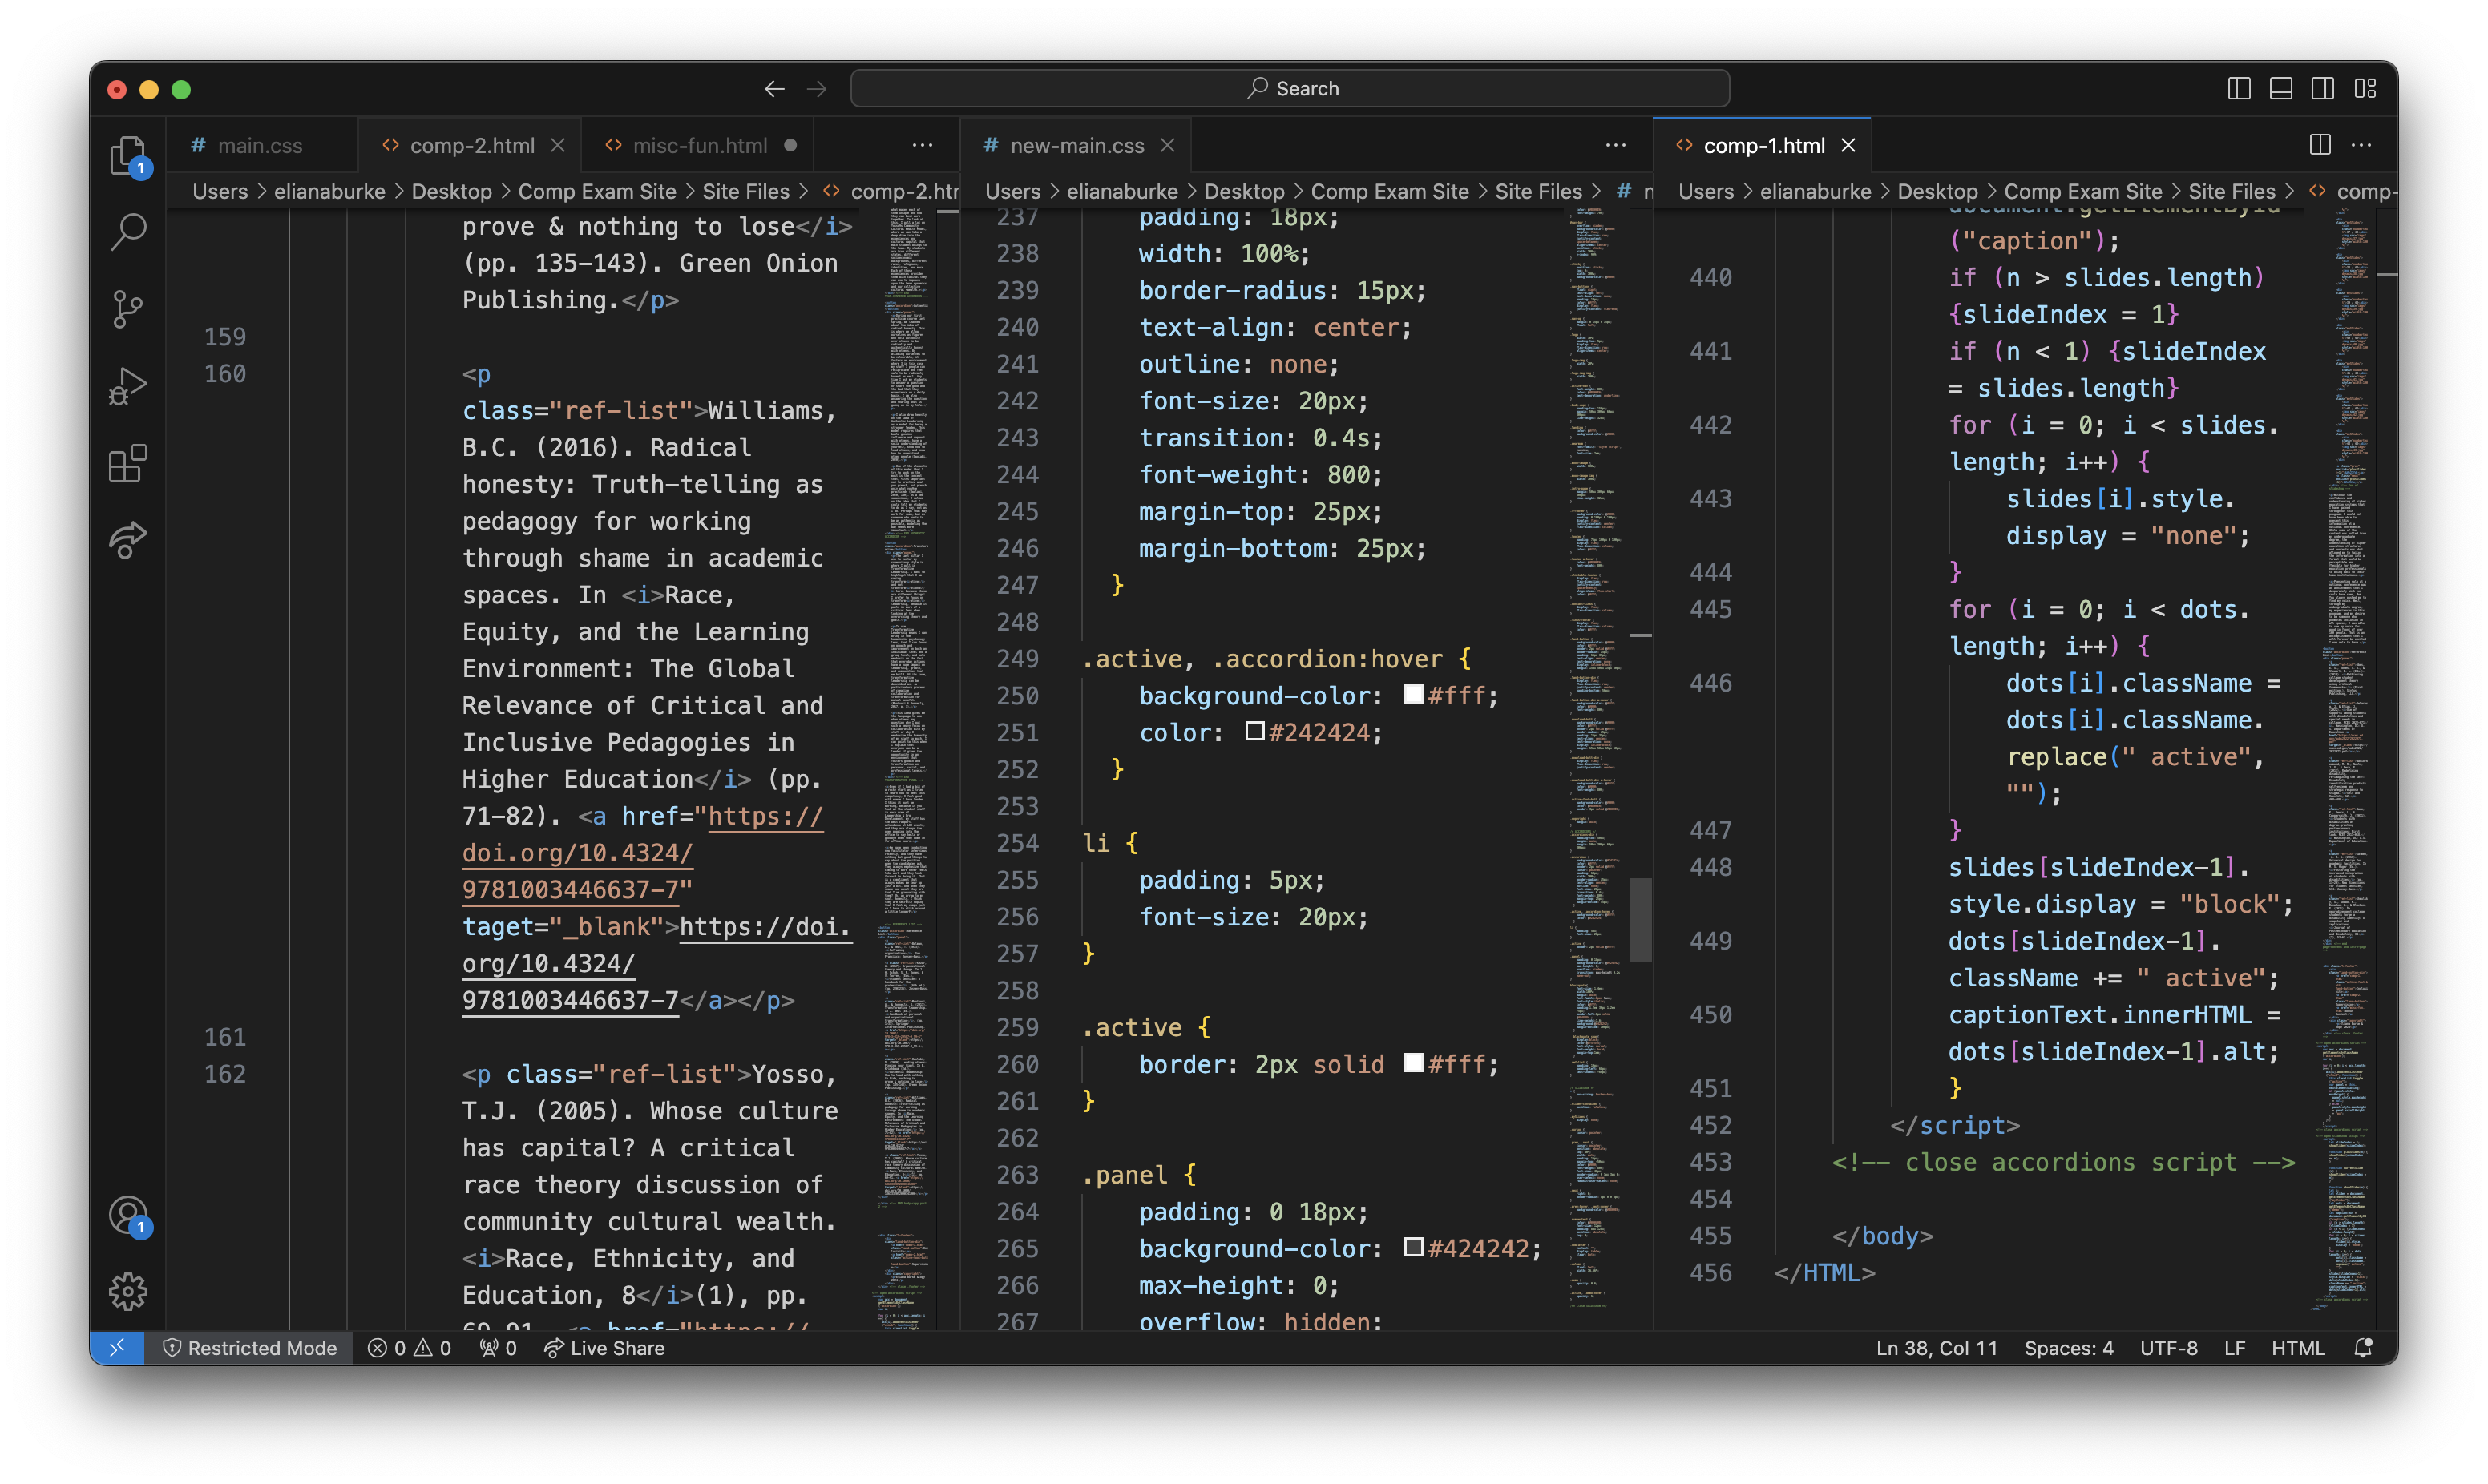 Search
main.css
comp-2.html
misc-fun.html
new-main.css
comp-1.html
Users > elianaburke > Desktop > Comp Exam Site > Site Files > comp-2.htm
prove & nothing to lose</i>
(pp. 135-143). Green Onion
Publishing.</p>
159
160
<p
class="ref-list">Williams,
B.C. (2016). Radical
honesty: Truth-telling as
pedagogy for working
through shame in academic
spaces. In <i>Race,
Equity, and the Learning
Environment: The Global
Relevance of Critical and
Inclusive Pedagogies in
Higher Education</i> (pp.
71-82). <a href="https://
doi.org/10.4324/
9781003446637-7"
taget="_blank">https://doi.
org/10.4324/
9781003446637-7</a></p>
161
162
<p class="ref-list">Yosso,
T.J. (2005). Whose culture
has capital? A critical
race theory discussion of
community cultural wealth.
<i>Race, Ethnicity, and
Education, 8</i>(1), pp.
69-91. <a href="https://
Users > elianaburke > Desktop > Comp Exam Site > Site Files > # n
237 padding: 18px;
238 width: 100%;
239 border-radius: 15px;
240 text-align: center;
241 outline: none;
242 font-size: 20px;
243 transition: 0.4s;
244 font-weight: 800;
245 margin-top: 25px;
246 margin-bottom: 25px;
247 }
248
249 .active, .accordion:hover {
250 background-color: #fff;
251 color: #242424;
252 }
253
254 li {
255 padding: 5px;
256 font-size: 20px;
257 }
258
259 .active {
260 border: 2px solid #fff;
261 }
262
263 .panel {
264 padding: 0 18px;
265 background-color: #424242;
266 max-height: 0;
267 overflow: hidden;
Users > elianaburke > Desktop > Comp Exam Site > Site Files > comp-
document.getElementById
("caption");
440 if (n > slides.length)
{slideIndex = 1}
441 if (n < 1) {slideIndex
= slides.length}
442 for (i = 0; i < slides.
length; i++) {
443 slides[i].style.
display = "none";
444 }
445 for (i = 0; i < dots.
length; i++) {
446 dots[i].className =
dots[i].className.
replace(" active",
"");
447 }
448 slides[slideIndex-1].
style.display = "block";
449 dots[slideIndex-1].
className += " active";
450 captionText.innerHTML =
dots[slideIndex-1].alt;
451 }
452 </script>
453 <!-- close accordions script -->
454
455 </body>
456 </HTML>
1
1
Restricted Mode 0 0 0 Live Share
Ln 38, Col 11 Spaces: 4 UTF-8 LF HTML